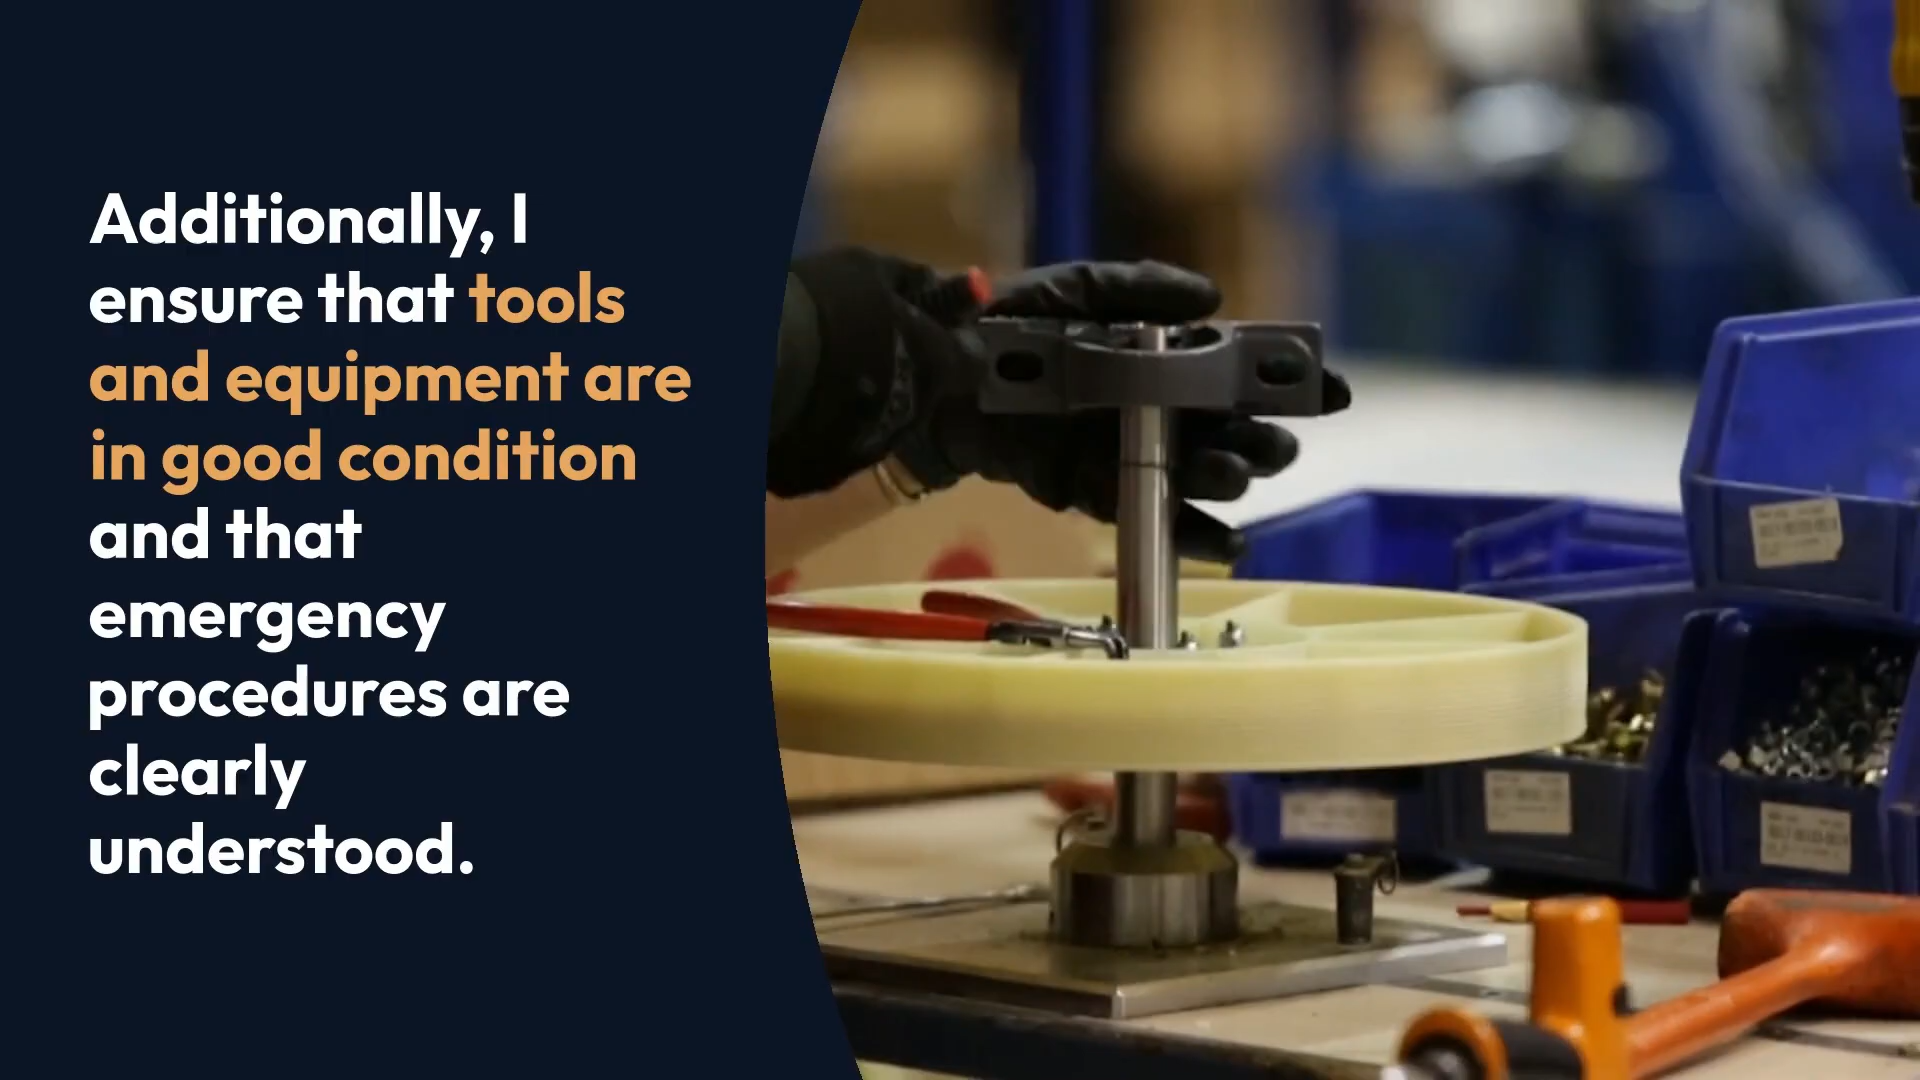 Additionally, I
ensure that tools
and equipment are
in good condition
and that
emergency
procedures are
clearly
understood.